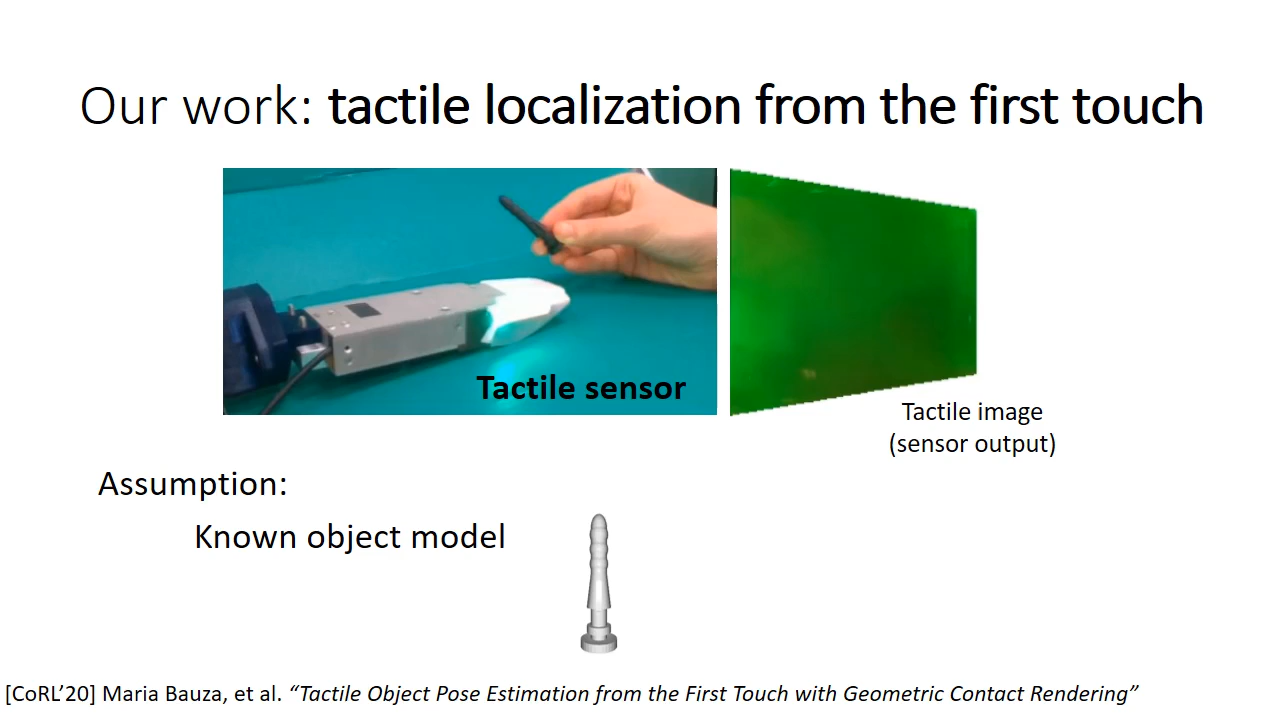 Our work: tactile localization from the first touch
Tactile sensor
Tactile image
(sensor output)
Assumption:
Known object model
[CoRL’20] Maria Bauza, et al. “Tactile Object Pose Estimation from the First Touch with Geometric Contact Rendering”